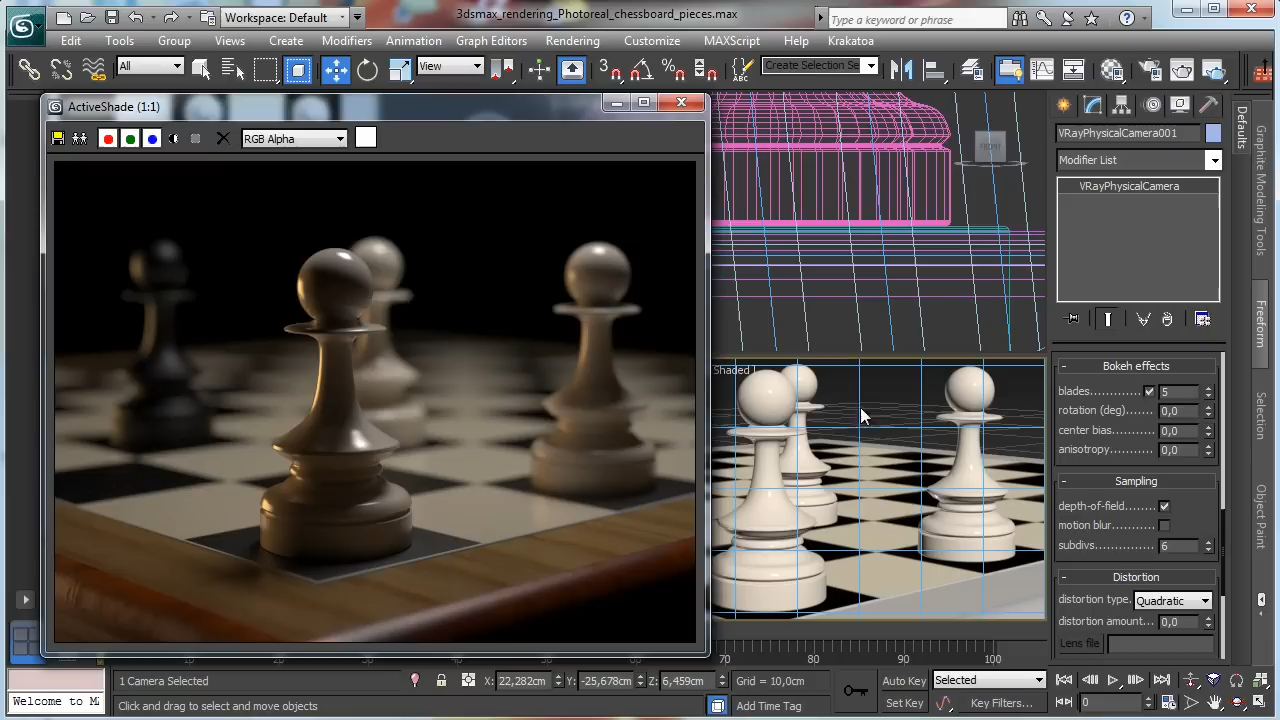 Workspace: Default
3dsmax_rendering_Photoreal_chessboard_pieces.max
Type a keyword or phrase
Edit Tools Group Views Create Modifiers Animation Graph Editors Rendering Customize MAXScript Help Krakatoa
All
View
3
%
ABC
Create Selection Se
ActiveShade (1:1)
RGB Alpha
FRONT
Shaded ]
VRayPhysicalCamera001
Modifier List
VRayPhysicalCamera
Defaults
Graphite Modeling Tools
Freeform
Selection
Object Paint
- Bokeh effects
blades............. 5
rotation (deg)....... 0,0
center bias......... 0,0
anisotropy......... 0,0
- Sampling
depth-of-field.......
motion blur..........
subdivs............. 6
- Distortion
distortion type. Quadratic
distortion amount... 0,0
Lens file
70 80 90 100
1 Camera Selected
X: 22,282cm Y: -25,678cm Z: 6,459cm
Grid = 10,0cm
Auto Key
Selected
Welcome to M
Click and drag to select and move objects
Add Time Tag
Set Key
Key Filters...
0